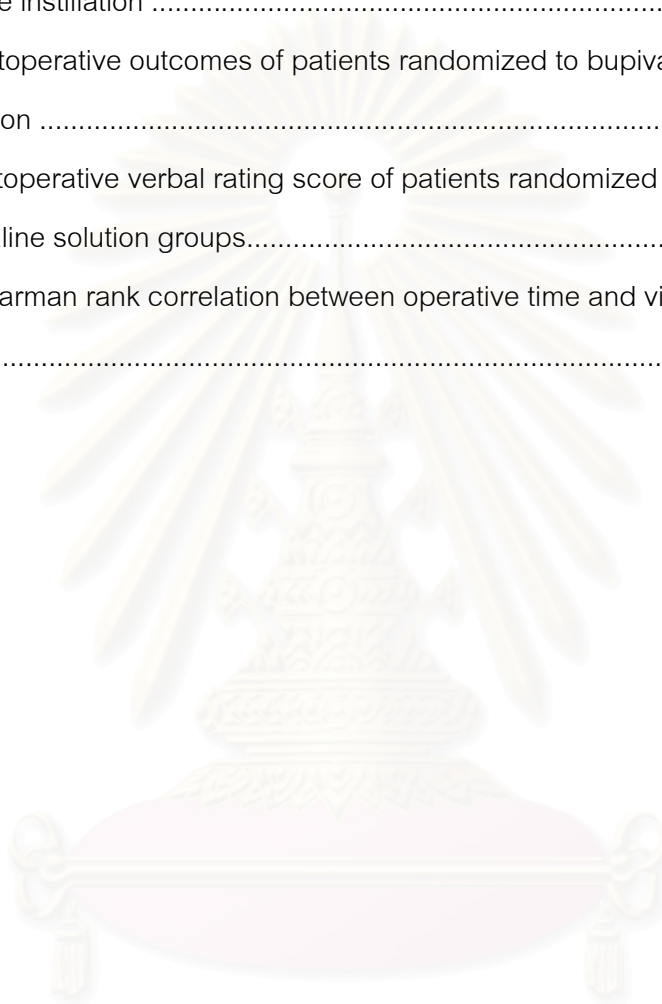 e instillation ........................................................................
toperative outcomes of patients randomized to bupiva
on ................................................................................
toperative verbal rating score of patients randomized
line solution groups......................................................
arman rank correlation between operative time and vi
....................................................................................